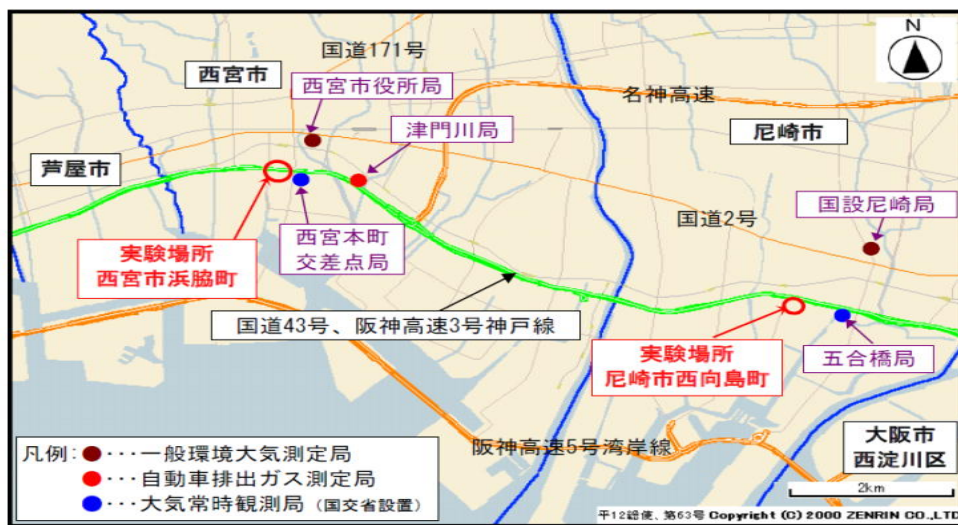 N
国道171号
西宮市
西宮市役所局
名神高速
津門川局
尼崎市
芦屋市
国設尼崎局
国道2号
実験場所
西宮市浜脇町
西宮本町
交差点局
国道43号、阪神高速3号神戸線
実験場所
尼崎市西向島町
五合橋局
阪神高速5号湾岸線
大阪市
西淀川区
凡例:●・・・一般環境大気測定局
●・・・自動車排出ガス測定局
●・・・大気常時観測局 (国交省設置)
2km
平12総使、第63号 Copyright (C) 2000 ZENRIN CO.,LTD